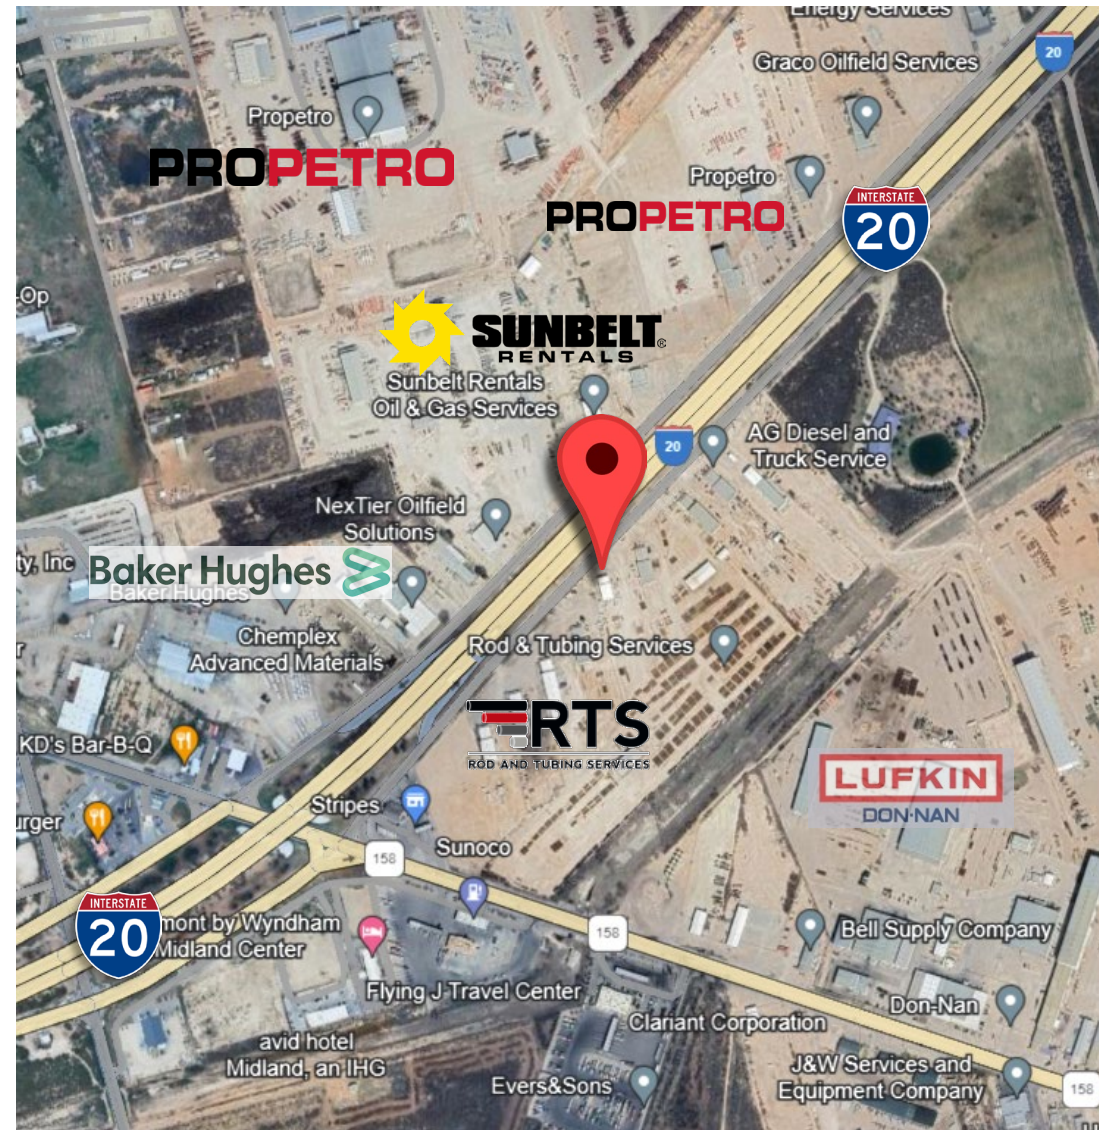 Energy Services
20
Graco Oilfield Services
Propetro
PROPETRO
Propetro
PROPETRO
INTERSTATE
20
-Op
SUNBELT®
RENTALS
Sunbelt Rentals
Oil & Gas Services
20
AG Diesel and
Truck Service
NexTier Oilfield
Solutions
ty, Inc
Baker Hughes
Baker Hughes
Chemplex
Advanced Materials
r
Rod & Tubing Services
RTS
ROD AND TUBING SERVICES
KD's Bar-B-Q
LUFKIN
DON-NAN
Stripes
urger
Sunoco
158
INTERSTATE
20
mont by Wyndham
Midland Center
158
Bell Supply Company
Flying J Travel Center
Don-Nan
Clariant Corporation
avid hotel
Midland, an IHG
J&W Services and
Equipment Company
Evers&Sons
158